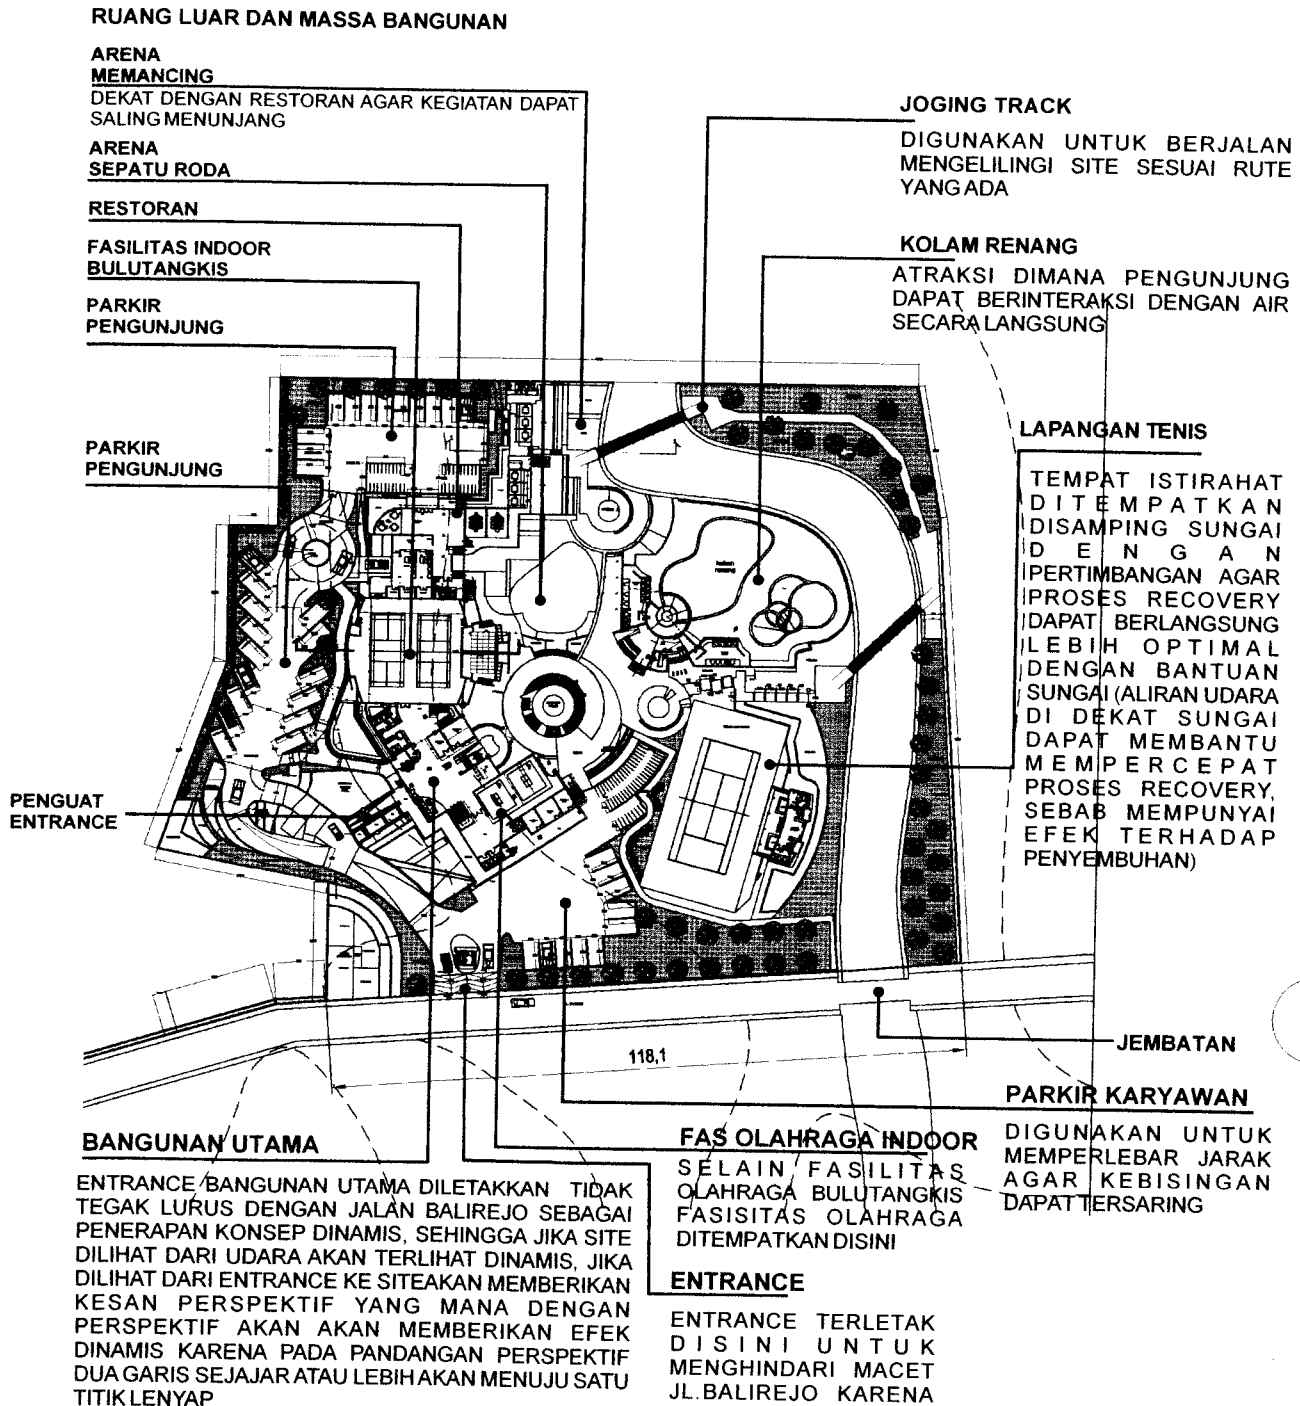 RUANG LUAR DAN MASSA BANGUNAN
ARENA
MEMANCING
DEKAT DENGAN RESTORAN AGAR KEGIATAN DAPAT
SALING MENUNJANG
ARENA
SEPATU RODA
RESTORAN
FASILITAS INDOOR
BULUTANGKIS
PARKIR
PENGUNJUNG
PARKIR
PENGUNJUNG
PENGUAT
ENTRANCE
JOGING TRACK
DIGUNAKAN UNTUK BERJALAN
MENGELILINGI SITE SESUAI RUTE
YANG ADA
KOLAM RENANG
ATRAKSI DIMANA PENGUNJUNG
DAPAT BERINTERAKSI DENGAN AIR
SECARA LANGSUNG
LAPANGAN TENIS
TEMPAT ISTIRAHAT
DITEMPATKAN
DISAMPING SUNGAI
DENGAN
PERTIMBANGAN AGAR
PROSES RECOVERY
DAPAT BERLANGSUNG
LEBIH OPTIMAL
DENGAN BANTUAN
SUNGAI (ALIRAN UDARA
DI DEKAT SUNGAI
DAPAT MEMBANTU
MEMPERCEPAT
PROSES RECOVERY,
SEBAB MEMPUNYAI
EFEK TERHADAP
PENYEMBUHAN)
118,1
JEMBATAN
PARKIR KARYAWAN
DIGUNAKAN UNTUK
MEMPERLEBAR JARAK
AGAR KEBISINGAN
DAPAT TERSARING
BANGUNAN UTAMA
ENTRANCE BANGUNAN UTAMA DILETAKKAN TIDAK
TEGAK LURUS DENGAN JALAN BALIREJO SEBAGAI
PENERAPAN KONSEP DINAMIS, SEHINGGA JIKA SITE
DILIHAT DARI UDARA AKAN TERLIHAT DINAMIS, JIKA
DILIHAT DARI ENTRANCE KE SITEAKAN MEMBERIKAN
KESAN PERSPEKTIF YANG MANA DENGAN
PERSPEKTIF AKAN AKAN MEMBERIKAN EFEK
DINAMIS KARENA PADA PANDANGAN PERSPEKTIF
DUA GARIS SEJAJAR ATAU LEBIH AKAN MENUJU SATU
TITIK LENYAP
FAS OLAHRAGA INDOOR
SELAIN FASILITAS
OLAHRAGA BULUTANGKIS
FASISITAS OLAHRAGA
DITEMPATKAN DISINI
ENTRANCE
ENTRANCE TERLETAK
DISINI UNTUK
MENGHINDARI MACET
JL.BALIREJO KARENA